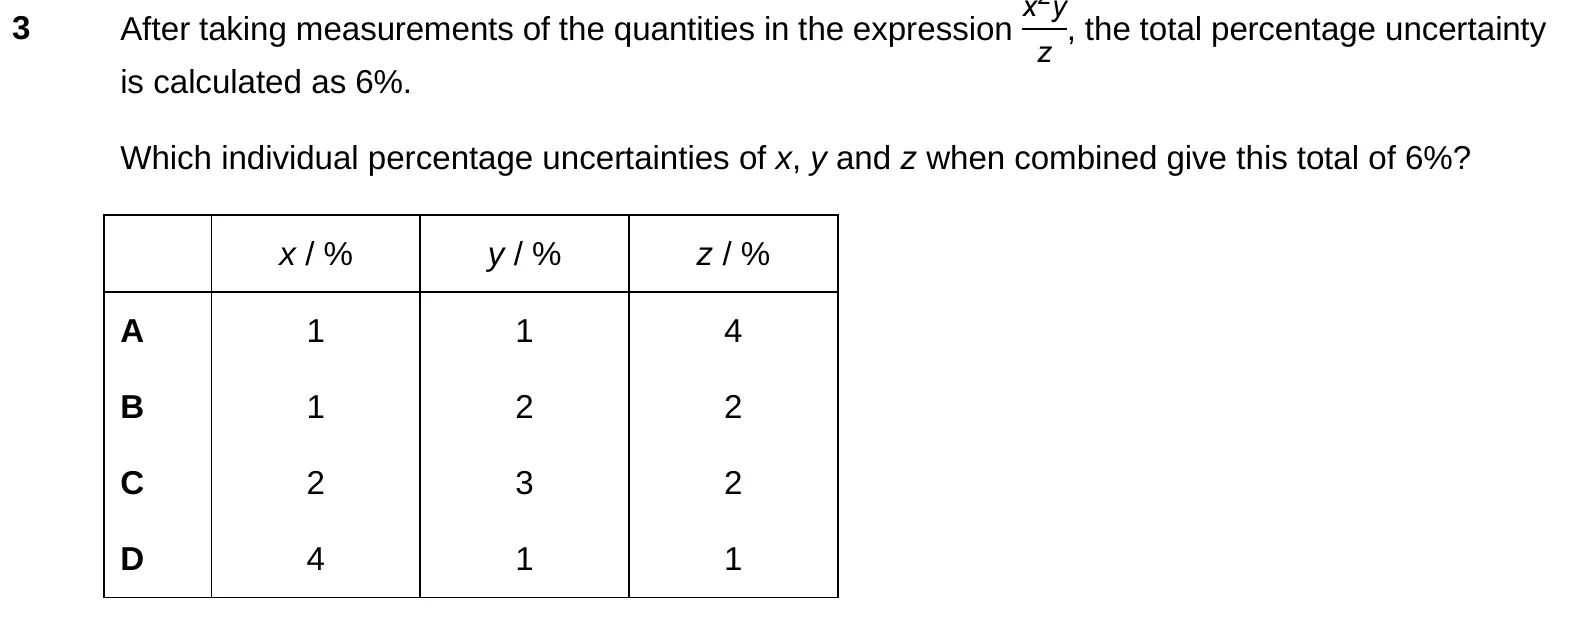 3 After taking measurements of the quantities in the expression x²y/z, the total percentage uncertainty
is calculated as 6%.
Which individual percentage uncertainties of x, y and z when combined give this total of 6%?
x / % y / % z / %
A 1 1 4
B 1 2 2
C 2 3 2
D 4 1 1